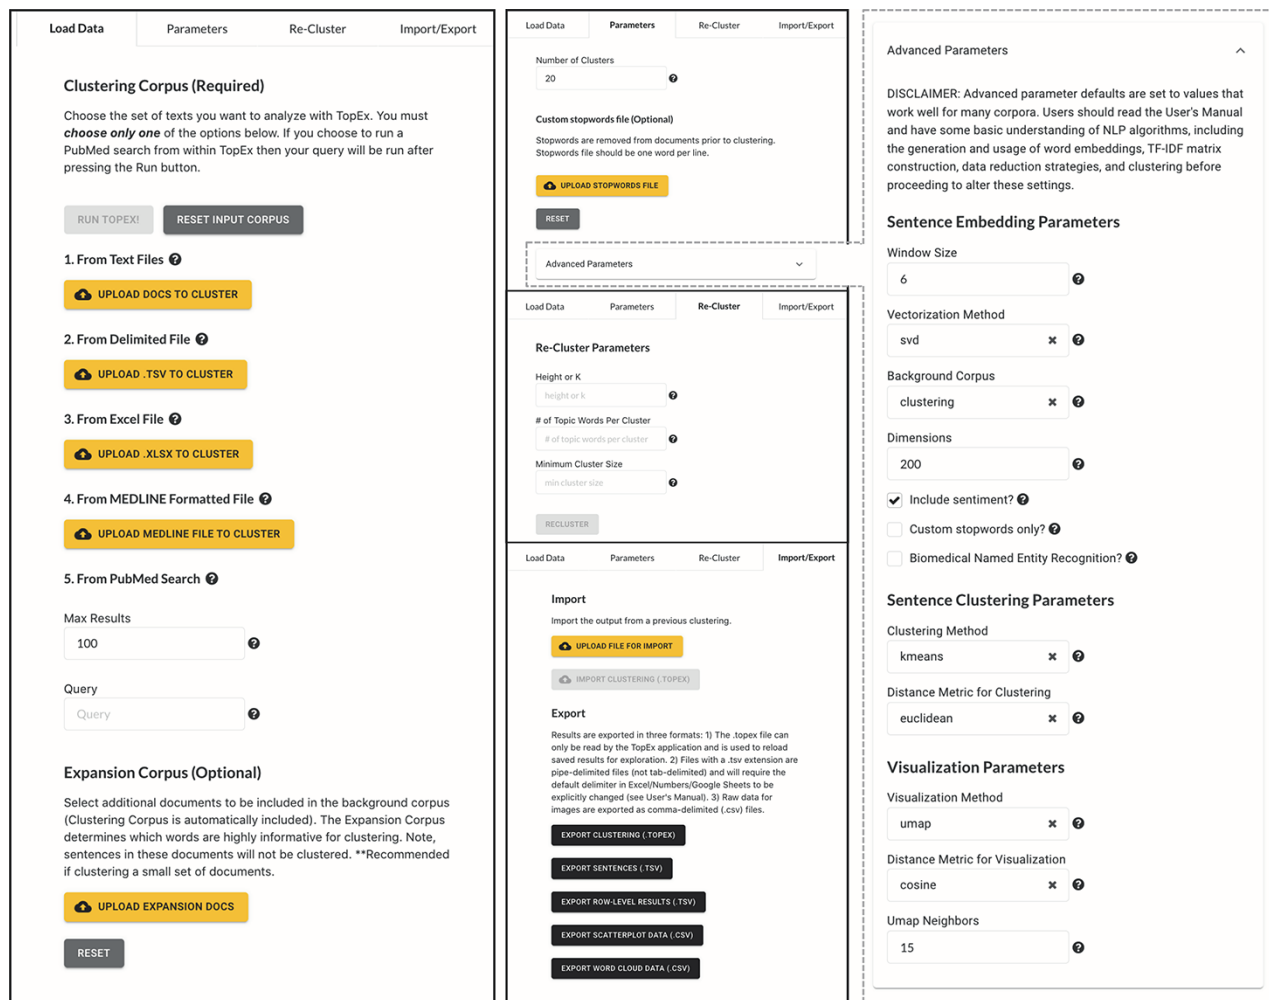 Load Data
Parameters
Re-Cluster
Import/Export
Clustering Corpus (Required)
Choose the set of texts you want to analyze with TopEx. You must
choose only one of the options below. If you choose to run a
PubMed search from within TopEx then your query will be run after
pressing the Run button.
RUN TOPEX!
RESET INPUT CORPUS
1. From Text Files
UPLOAD DOCS TO CLUSTER
2. From Delimited File
UPLOAD .TSV TO CLUSTER
3. From Excel File
UPLOAD .XLSX TO CLUSTER
4. From MEDLINE Formatted File
UPLOAD MEDLINE FILE TO CLUSTER
5. From PubMed Search
Max Results
100
Query
Query
Expansion Corpus (Optional)
Select additional documents to be included in the background corpus
(Clustering Corpus is automatically included). The Expansion Corpus
determines which words are highly informative for clustering. Note,
sentences in these documents will not be clustered. **Recommended
if clustering a small set of documents.
UPLOAD EXPANSION DOCS
RESET
Load Data
Parameters
Re-Cluster
Import/Export
Number of Clusters
20
Custom stopwords file (Optional)
Stopwords are removed from documents prior to clustering.
Stopwords file should be one word per line.
UPLOAD STOPWORDS FILE
RESET
Advanced Parameters
Load Data
Parameters
Re-Cluster
Import/Export
Re-Cluster Parameters
Height or K
height or k
# of Topic Words Per Cluster
# of topic words per cluster
Minimum Cluster Size
min cluster size
RECLUSTER
Load Data
Parameters
Re-Cluster
Import/Export
Import
Import the output from a previous clustering.
UPLOAD FILE FOR IMPORT
IMPORT CLUSTERING (.TOPEX)
Export
Results are exported in three formats: 1) The .topex file can
only be read by the TopEx application and is used to reload
saved results for exploration. 2) Files with a .tsv extension are
pipe-delimited files (not tab-delimited) and will require the
default delimiter in Excel/Numbers/Google Sheets to be
explicitly changed (see User's Manual). 3) Raw data for
images are exported as comma-delimited (.csv) files.
EXPORT CLUSTERING (.TOPEX)
EXPORT SENTENCES (.TSV)
EXPORT ROW-LEVEL RESULTS (.TSV)
EXPORT SCATTERPLOT DATA (.CSV)
EXPORT WORD CLOUD DATA (.CSV)
Advanced Parameters
DISCLAIMER: Advanced parameter defaults are set to values that
work well for many corpora. Users should read the User's Manual
and have some basic understanding of NLP algorithms, including
the generation and usage of word embeddings, TF-IDF matrix
construction, data reduction strategies, and clustering before
proceeding to alter these settings.
Sentence Embedding Parameters
Window Size
6
Vectorization Method
svd
Background Corpus
clustering
Dimensions
200
Include sentiment?
Custom stopwords only?
Biomedical Named Entity Recognition?
Sentence Clustering Parameters
Clustering Method
kmeans
Distance Metric for Clustering
euclidean
Visualization Parameters
Visualization Method
umap
Distance Metric for Visualization
cosine
Umap Neighbors
15